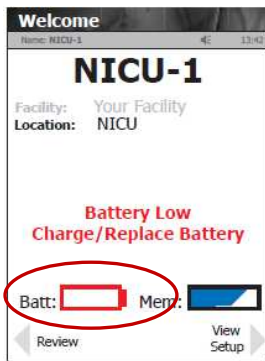 Welcome
Name: NICU-1 13:42
NICU-1
Facility: Your Facility
Location: NICU
Battery Low
Charge/Replace Battery
Batt: Mem:
Review View Setup